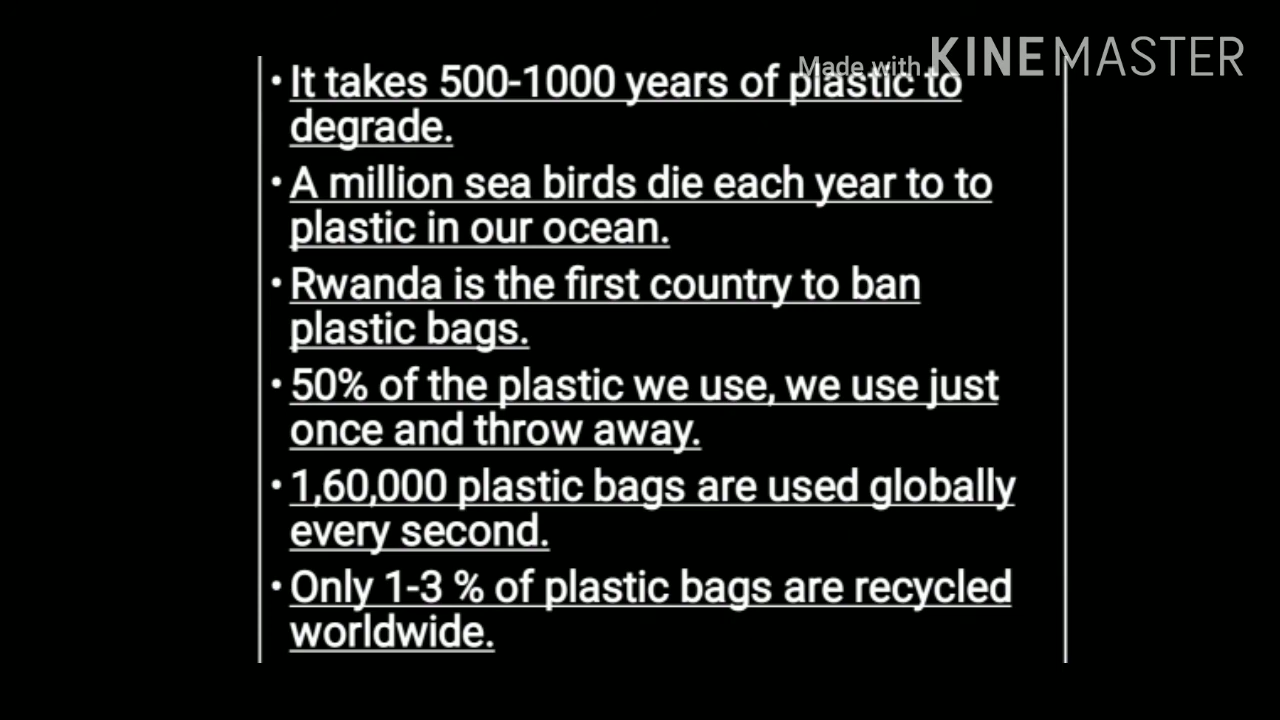 Made with KINEMASTER
• It takes 500-1000 years of plastic to
degrade.
• A million sea birds die each year to to
plastic in our ocean.
• Rwanda is the first country to ban
plastic bags.
• 50% of the plastic we use, we use just
once and throw away.
• 1,60,000 plastic bags are used globally
every second.
• Only 1-3 % of plastic bags are recycled
worldwide.